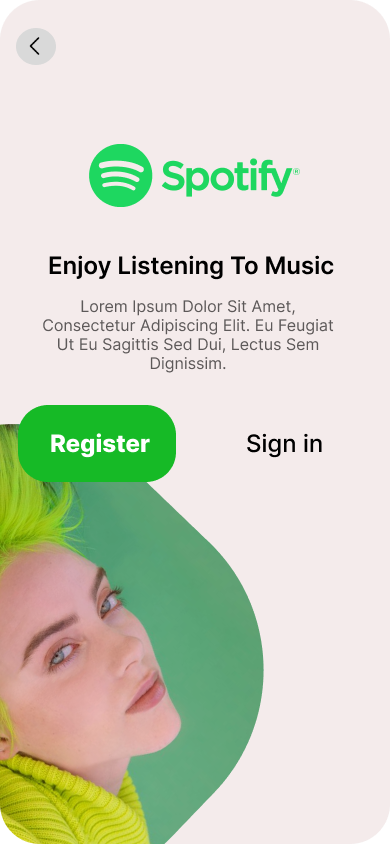 Spotify®
Enjoy Listening To Music
Lorem Ipsum Dolor Sit Amet,
Consectetur Adipiscing Elit. Eu Feugiat
Ut Eu Sagittis Sed Dui, Lectus Sem
Dignissim.
Register
Sign in